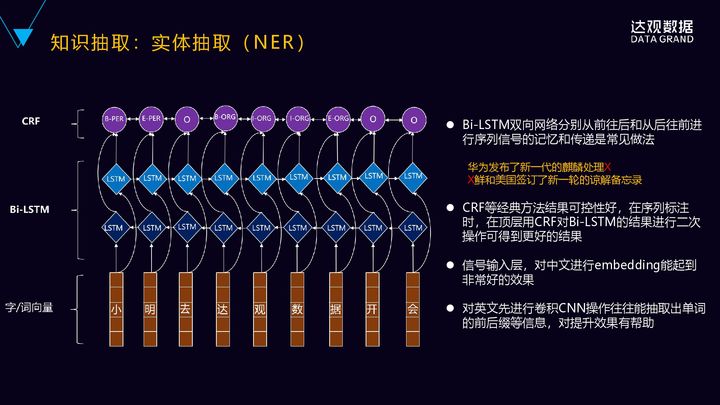 知识抽取：实体抽取（NER）
达观数据
DATA GRAND
CRF
B-PER E-PER O B-ORG I-ORG I-ORG E-ORG O O
Bi-LSTM
LSTM LSTM LSTM LSTM LSTM LSTM LSTM LSTM LSTM
LSTM LSTM LSTM LSTM LSTM LSTM LSTM LSTM LSTM
字/词向量
小 明 去 达 观 数 据 开 会
Bi-LSTM双向网络分别从前往后和从后往前进
行序列信号的记忆和传递是常见做法
华为发布了新一代的麒麟处理X
X鲜和美国签订了新一轮的谅解备忘录
CRF等经典方法结果可控性好，在序列标注
时，在顶层用CRF对Bi-LSTM的结果进行二次
操作可得到更好的结果
信号输入层，对中文进行embedding能起到
非常好的效果
对英文先进行卷积CNN操作往往能抽取出单词
的前后缀等信息，对提升效果有帮助